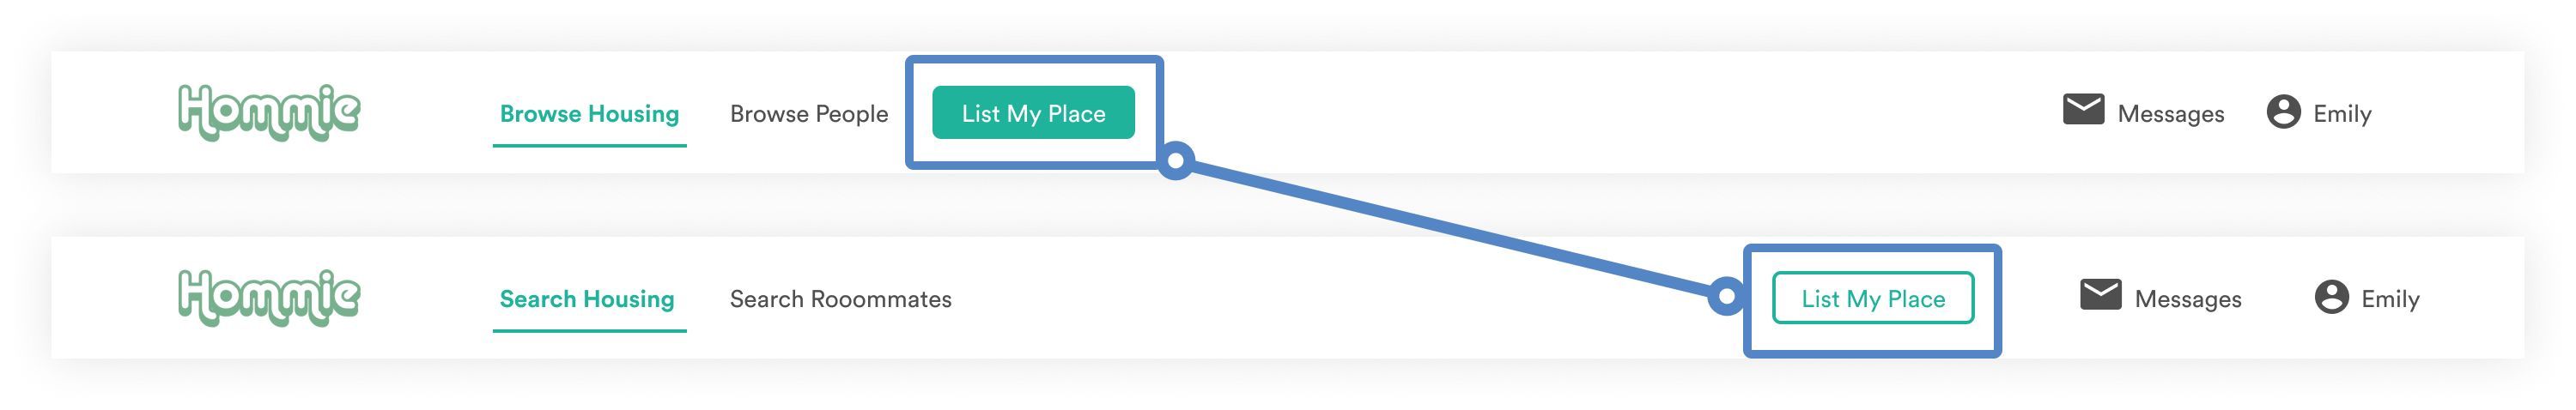 Hommie Browse Housing Browse People List My Place Messages Emily
Hommie Search Housing Search Rooommates List My Place Messages Emily